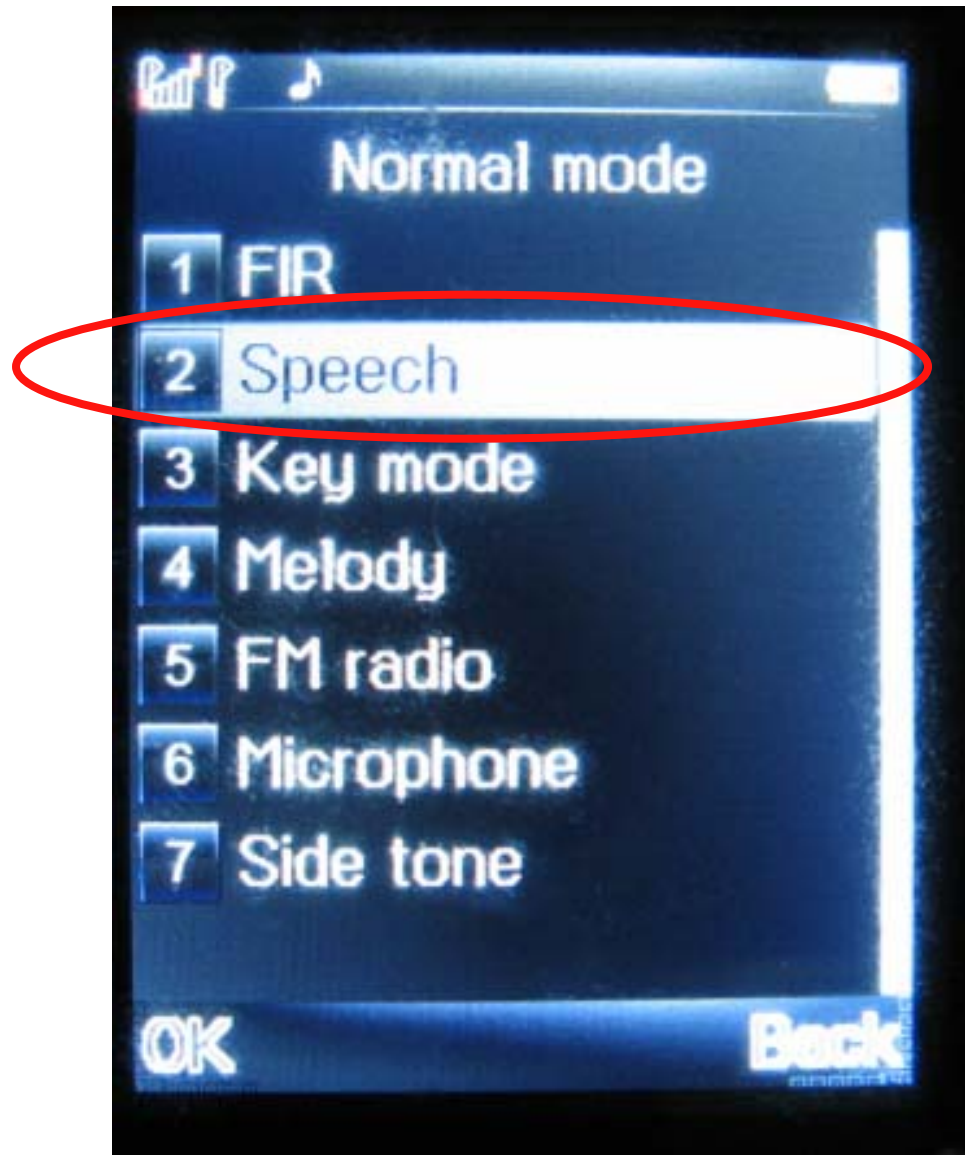 Normal mode
1 FIR
2 Speech
3 Key mode
4 Melody
5 FM radio
6 Microphone
7 Side tone
OK Back